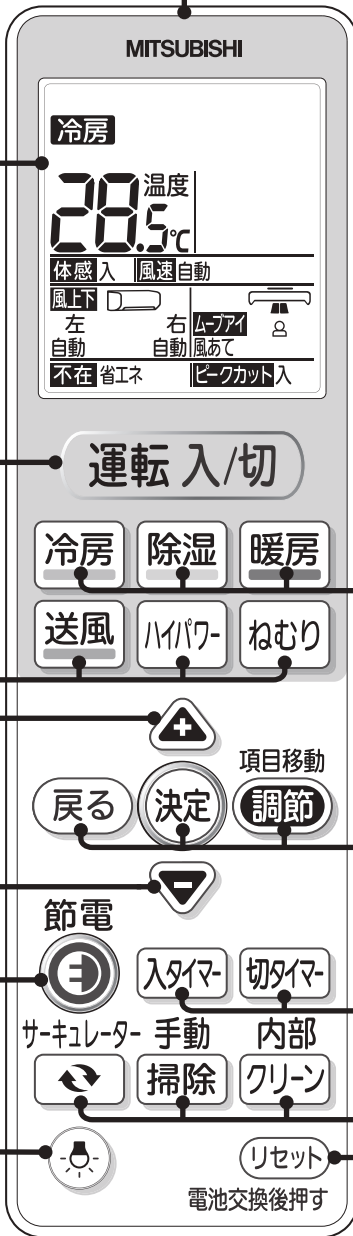 MITSUBISHI
冷房
28.5℃ 温度
体感 入 風速 自動
風上下
左 右 ムーブアイ
自動 自動 風あて
不在 省エネ ピークカット 入
運転 入/切
冷房 除湿 暖房
送風 ハイパワー ねむり
項目移動
戻る 決定 調節
節電
入タイマー 切タイマー
サーキュレーター 手動 内部
掃除 クリーン
リセット
電池交換後押す